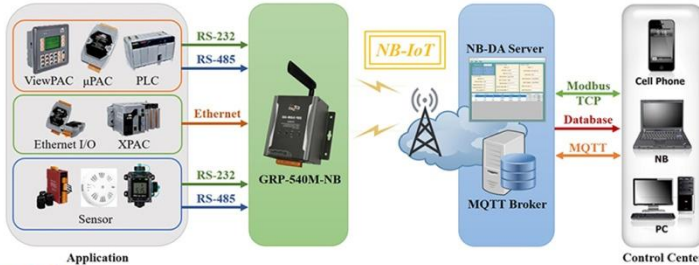 ViewPAC
μPAC
PLC
RS-232
RS-485
Ethernet I/O
XPAC
Ethernet
Sensor
RS-232
RS-485
Application
GRP-540M-NB
NB-IoT
NB-DA Server
MQTT Broker
Modbus
TCP
Database
MQTT
Cell Phone
NB
PC
Control Cente